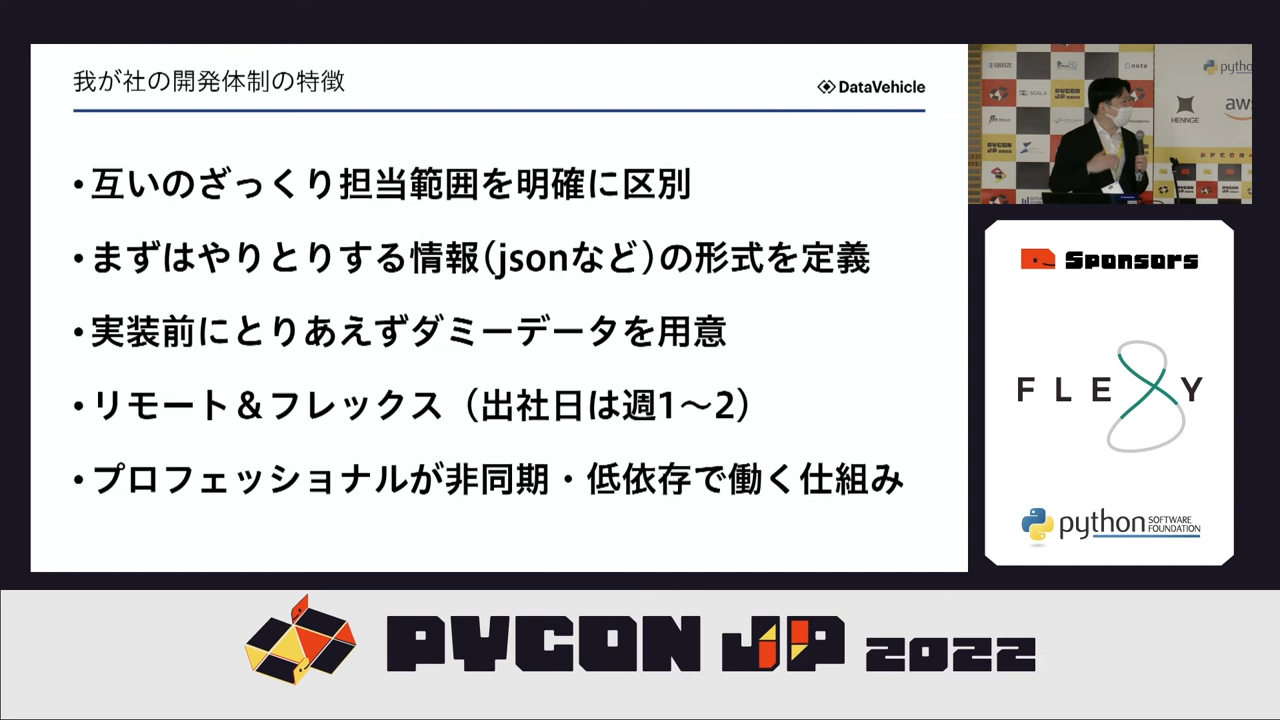 我が社の開発体制の特徴
DataVehicle
•互いのざっくり担当範囲を明確に区別
•まずはやりとりする情報(jsonなど)の形式を定義
•実装前にとりあえずダミーデータを用意
•リモート＆フレックス（出社日は週1〜2）
•プロフェッショナルが非同期・低依存で働く仕組み
note
python
SCALA
HENNGE
aws
Sponsors
FLEXY
python SOFTWARE FOUNDATION
PYCON JP 2022